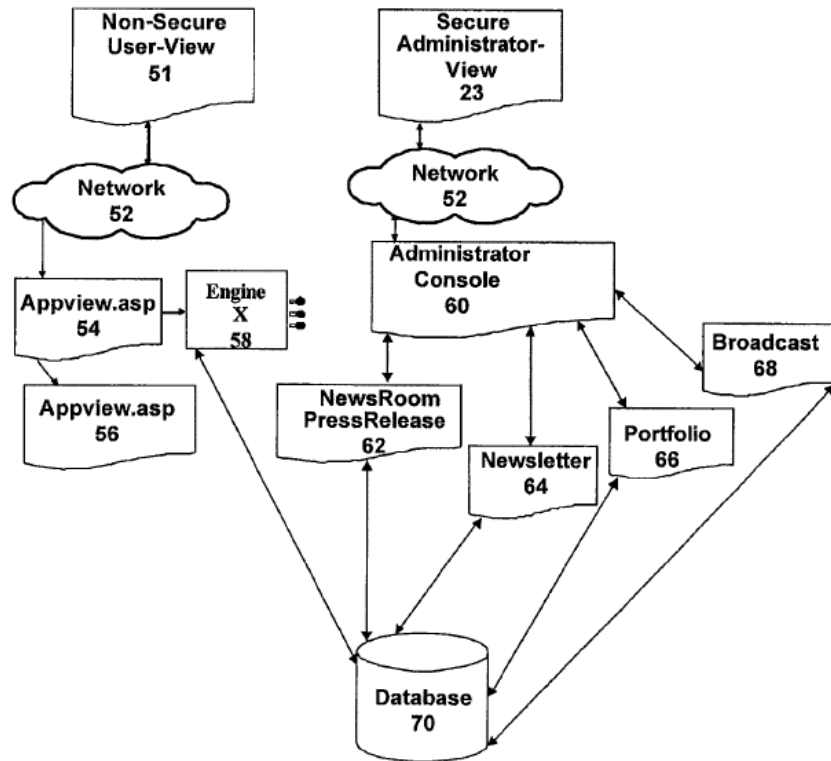 Non-Secure
User-View
51
Secure
Administrator-
View
23
Network
52
Network
52
Administrator
Console
60
Appview.asp
54
Engine
X
58
Broadcast
68
Appview.asp
56
NewsRoom
PressRelease
62
Newsletter
64
Portfolio
66
Database
70